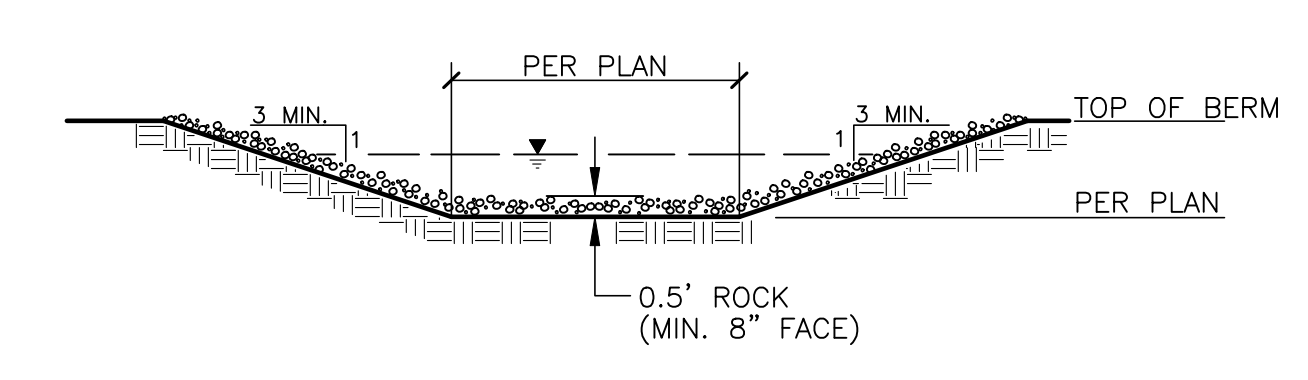 PER PLAN
3 MIN.
1
3 MIN.
1
TOP OF BERM
PER PLAN
0.5' ROCK
(MIN. 8" FACE)